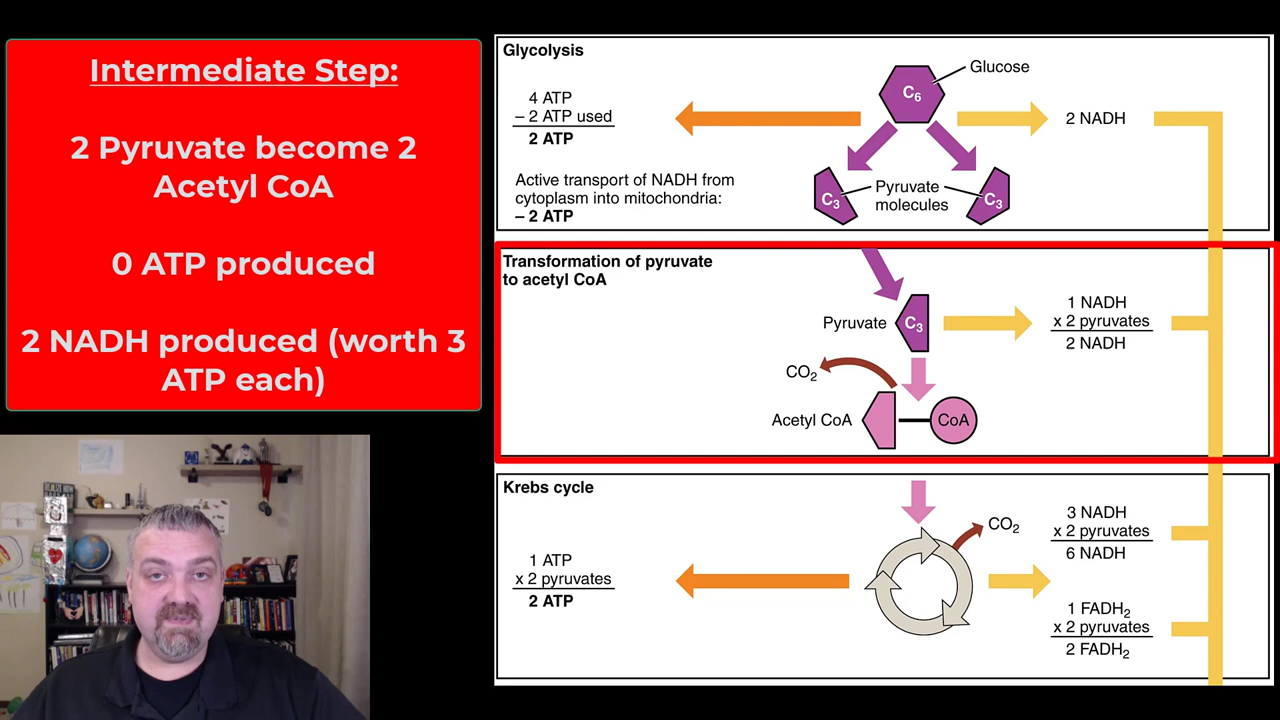 Intermediate Step:
2 Pyruvate become 2
Acetyl CoA
0 ATP produced
2 NADH produced (worth 3
ATP each)
Glycolysis
Glucose
C6
4 ATP
– 2 ATP used
2 ATP
2 NADH
Active transport of NADH from
cytoplasm into mitochondria:
– 2 ATP
C3
Pyruvate
molecules
C3
Transformation of pyruvate
to acetyl CoA
Pyruvate
C3
1 NADH
x 2 pyruvates
2 NADH
CO2
Acetyl CoA
CoA
Krebs cycle
CO2
1 ATP
x 2 pyruvates
2 ATP
3 NADH
x 2 pyruvates
6 NADH
1 FADH2
x 2 pyruvates
2 FADH2